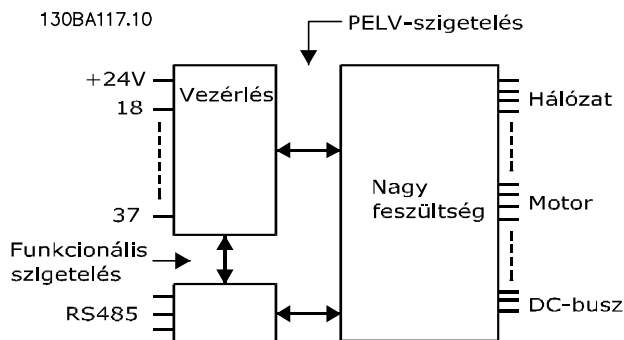 130BA117.10
PELV-szigetelés
+24V
Vezérlés
18
Hálózat
37
Nagy
feszültség
Motor
Funkcionális
szigetelés
RS485
DC-busz